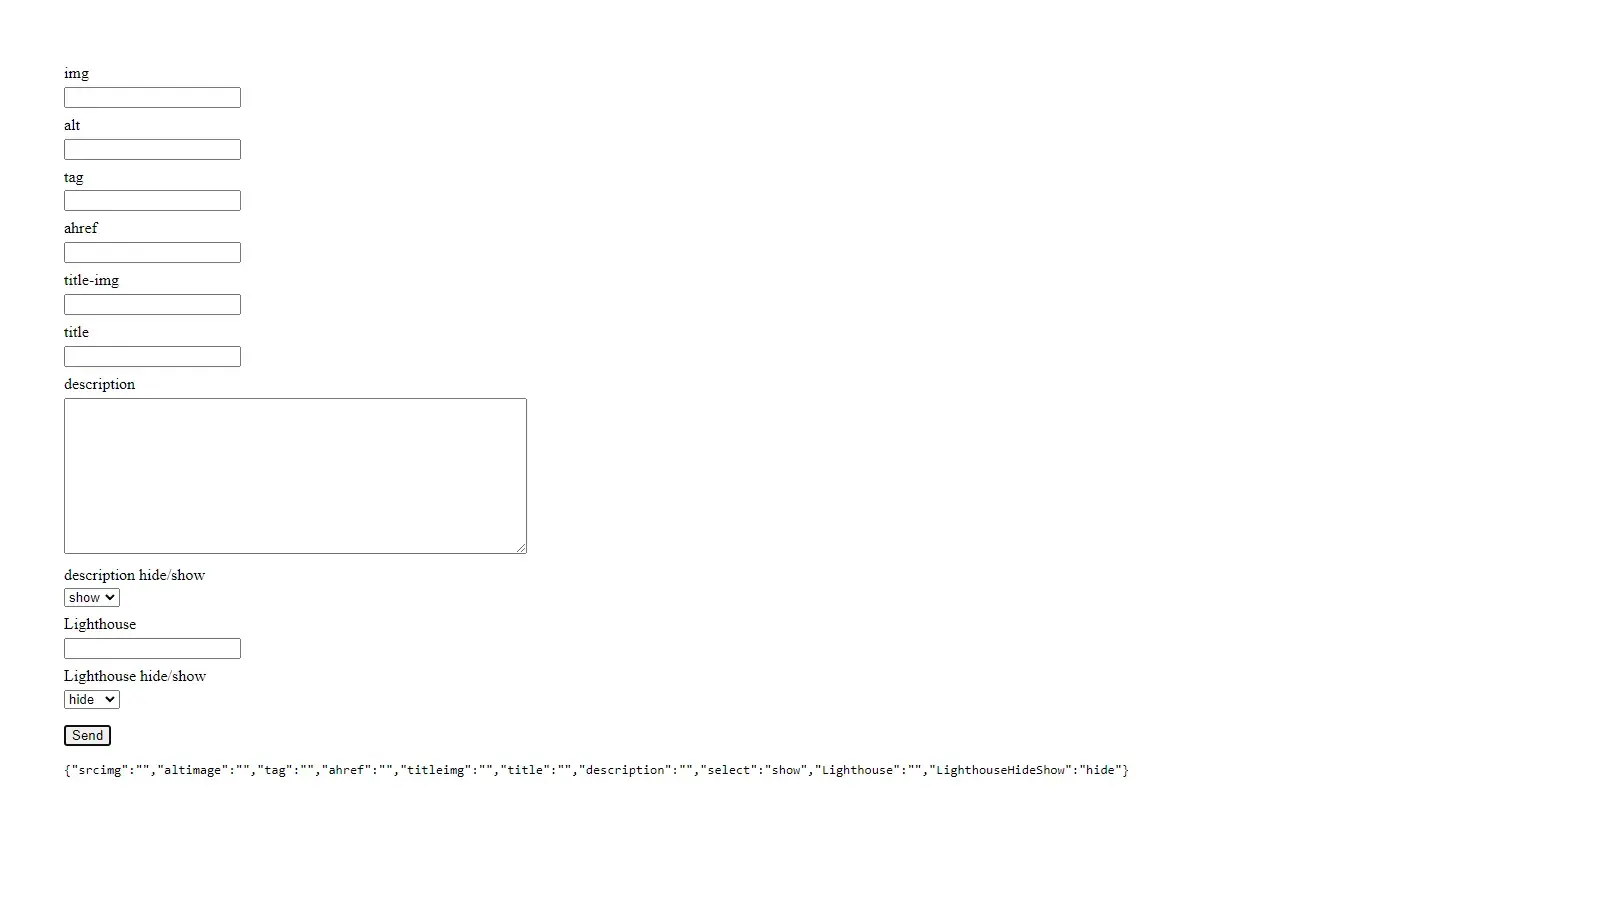 img
alt
tag
ahref
title-img
title
description
description hide/show
show
Lighthouse
Lighthouse hide/show
hide
Send
{"srcimg":"","altimage":"","tag":"","ahref":"","titleimg":"","title":"","description":"","select":"show","Lighthouse":"","LighthouseHideShow":"hide"}